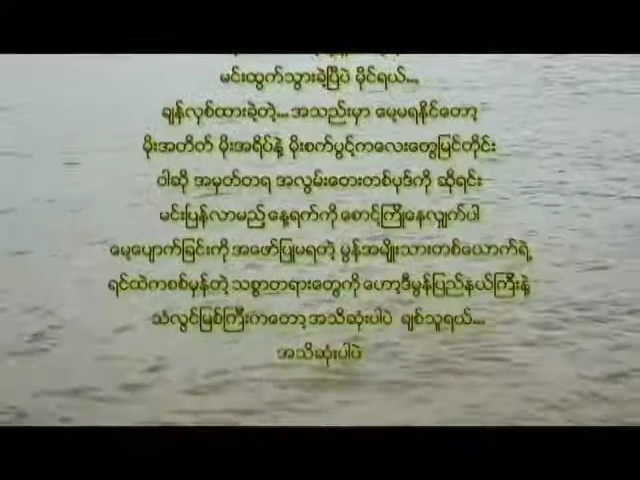 မင်းထွက်သွားခဲ့ပြီပဲ မိုင်ရယ်...
ချန်လှစ်ထားခဲ့တဲ့... အသည်းမှာ မေ့မရနိုင်တော့
မိုးအတိတ် မိုးအရိပ်နဲ့ မိုးစက်ပွင့်ကလေးတွေမြင်တိုင်း
ဝါဆို အမှတ်တရ အလွမ်းတေးတစ်ပုဒ်ကို ဆိုရင်း
မင်းပြန်လာမည့် နေ့ရက်ကို စောင့်ကြိုနေလျှက်ပါ
မေ့ပျောက်ခြင်းကို အဖော်ပြုမရတဲ့ မွန်အမျိုးသားတစ်ယောက်ရဲ့
ရင်ထဲကစစ်မှန်တဲ့ သစ္စာတရားတွေကို ဟောဒီမွန်ပြည်နယ်ကြီးနဲ့
သံလွင်မြစ်ကြီးကတော့ အသိဆုံးပါပဲ ချစ်သူရယ်...
အသိဆုံးပါပဲ